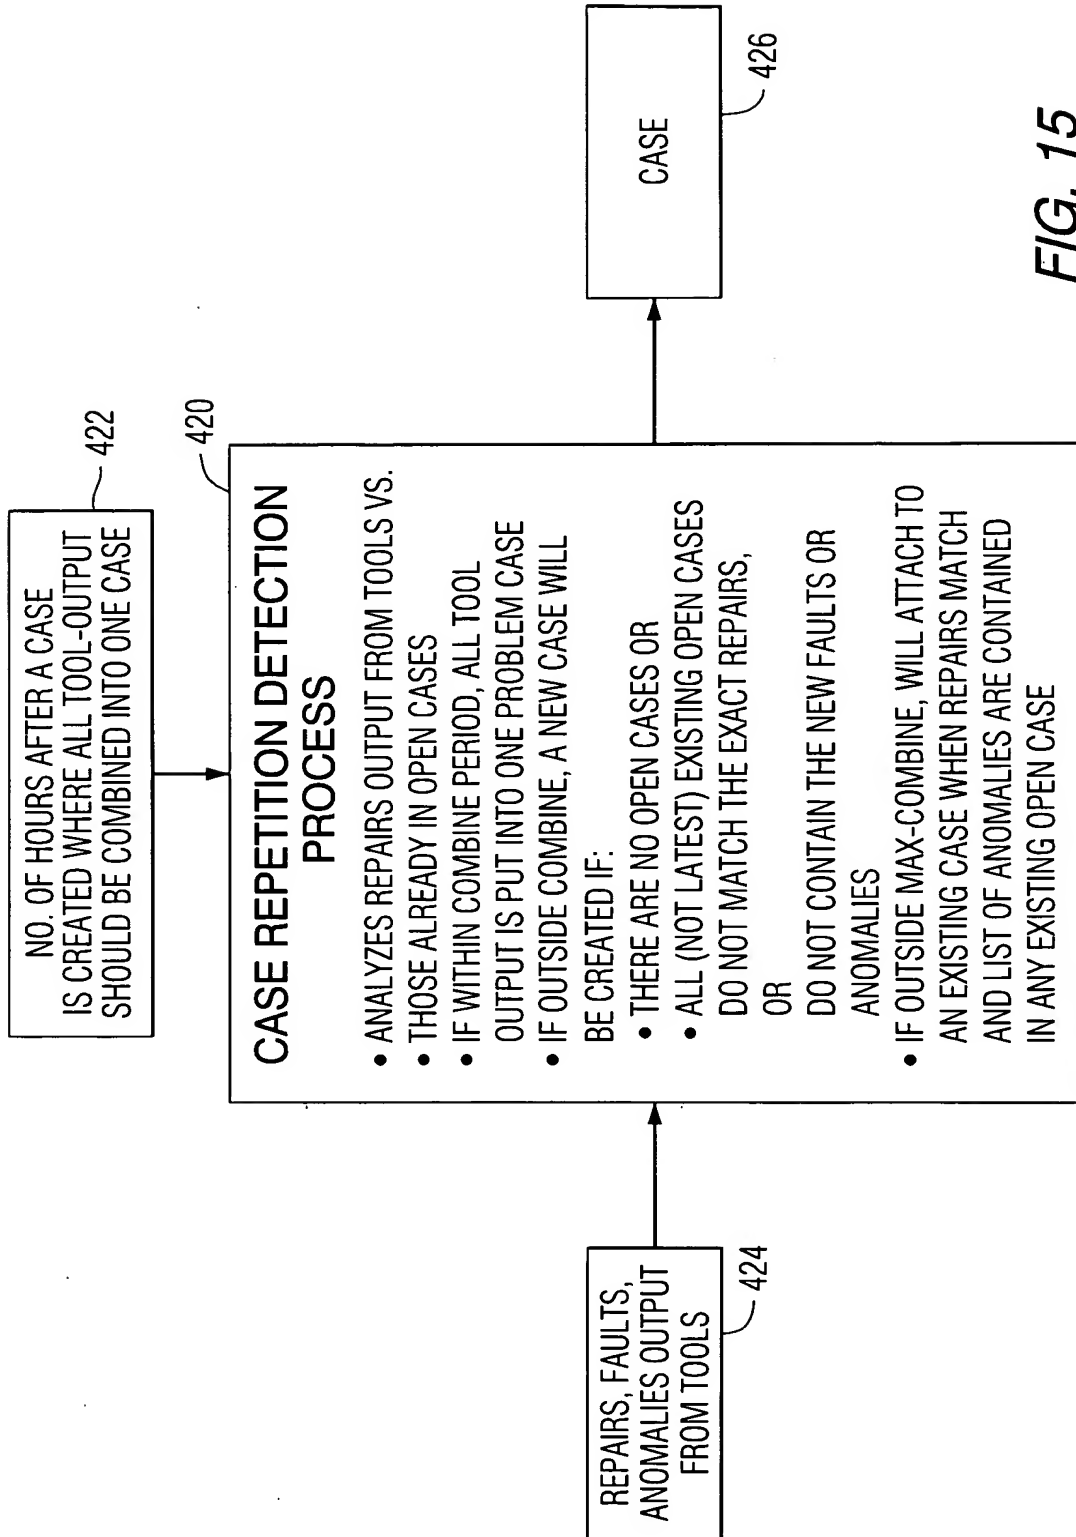 NO. OF HOURS AFTER A CASE
IS CREATED WHERE ALL TOOL-OUTPUT
SHOULD BE COMBINED INTO ONE CASE
422
420
CASE REPETITION DETECTION
PROCESS
• ANALYZES REPAIRS OUTPUT FROM TOOLS VS.
• THOSE ALREADY IN OPEN CASES
• IF WITHIN COMBINE PERIOD, ALL TOOL
OUTPUT IS PUT INTO ONE PROBLEM CASE
• IF OUTSIDE COMBINE, A NEW CASE WILL
BE CREATED IF:
• THERE ARE NO OPEN CASES OR
• ALL (NOT LATEST) EXISTING OPEN CASES
DO NOT MATCH THE EXACT REPAIRS,
OR
DO NOT CONTAIN THE NEW FAULTS OR
ANOMALIES
• IF OUTSIDE MAX-COMBINE, WILL ATTACH TO
AN EXISTING CASE WHEN REPAIRS MATCH
AND LIST OF ANOMALIES ARE CONTAINED
IN ANY EXISTING OPEN CASE
REPAIRS, FAULTS,
ANOMALIES OUTPUT
FROM TOOLS
424
CASE
426
FIG. 15